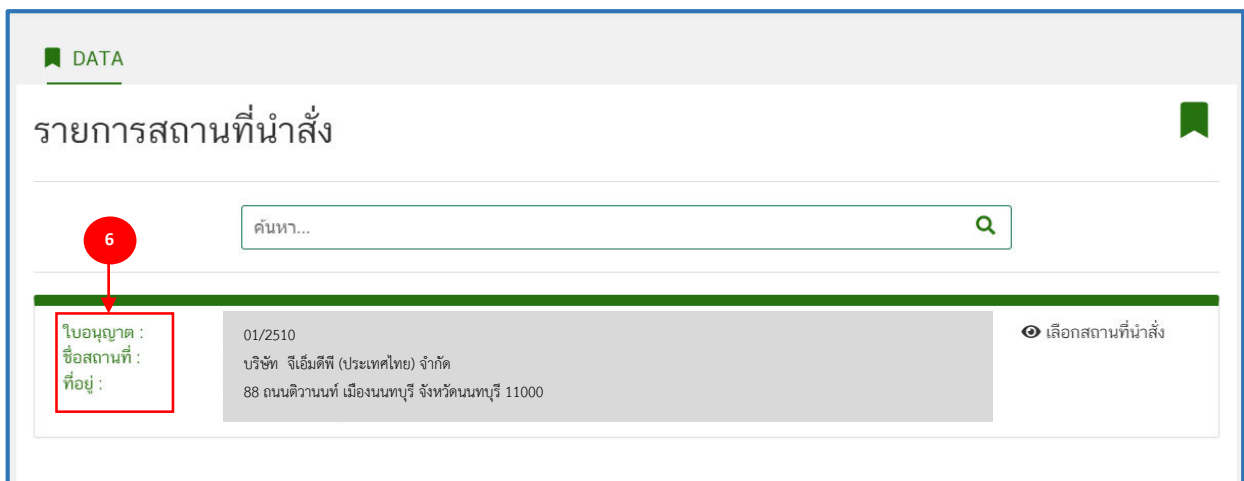 DATA
รายการสถานที่นำสั่ง
ค้นหา...
6
ใบอนุญาต : 01/2510 เลือกสถานที่นำสั่ง
ชื่อสถานที่ : บริษัท จีเอ็มดีพี (ประเทศไทย) จำกัด
ที่อยู่ : 88 ถนนติวานนท์ เมืองนนทบุรี จังหวัดนนทบุรี 11000